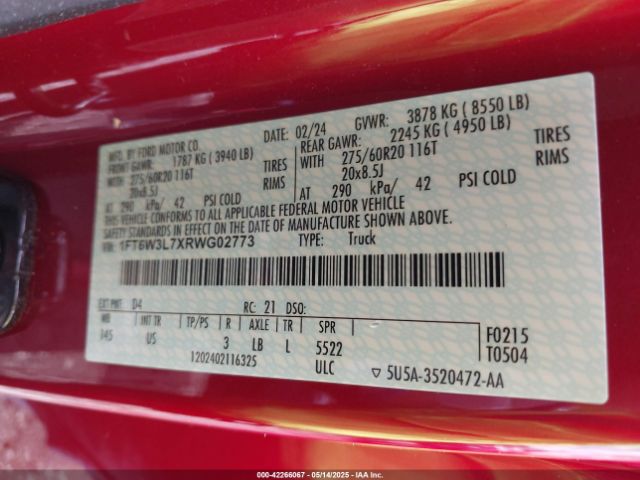 MFD. BY FORD MOTOR CO. DATE: 02/24 GVWR: 3878 KG ( 8550 LB)
FRONT GAWR: 1787 KG ( 3940 LB) REAR GAWR: 2245 KG ( 4950 LB)
WITH 275/60R20 116T TIRES WITH 275/60R20 116T TIRES
20x8.5J RIMS 20x8.5J RIMS
AT 290 kPa/ 42 PSI COLD AT 290 kPa/ 42 PSI COLD
THIS VEHICLE CONFORMS TO ALL APPLICABLE FEDERAL MOTOR VEHICLE
SAFETY STANDARDS IN EFFECT ON THE DATE OF MANUFACTURE SHOWN ABOVE.
VIN: 1FT6W3L7XRWG02773 TYPE: Truck
EXT PNT: D4 RC: 21 DSO:
WB INT TR TP/PS R AXLE TR SPR F0215
145 US 3 LB L 5522 T0504
1202402116325 ULC 5U5A-3520472-AA
000-42266067 | 05/14/2025 | IAA Inc.